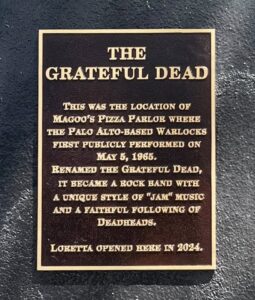 THE
GRATEFUL DEAD
THIS WAS THE LOCATION OF
MAGOO'S PIZZA PARLOR WHERE
THE PALO ALTO-BASED WARLOCKS
FIRST PUBLICLY PERFORMED ON
MAY 5, 1965.
RENAMED THE GRATEFUL DEAD,
IT BECAME A ROCK BAND WITH
A UNIQUE STYLE OF "JAM" MUSIC
AND A FAITHFUL FOLLOWING OF
DEADHEADS.
LORETTA OPENED HERE IN 2024.